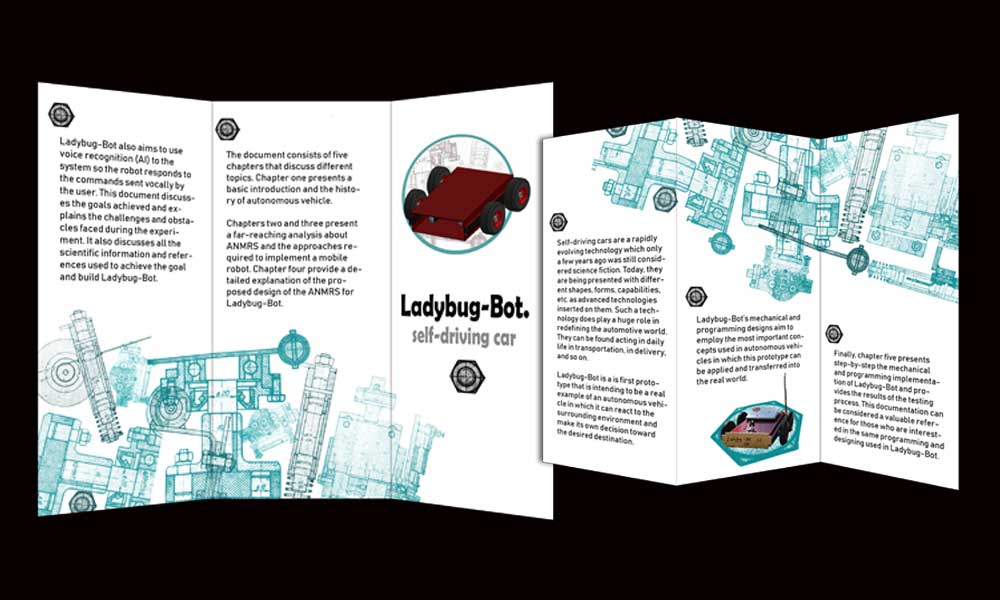 Ladybug-Bot also aims to use
voice recognition (AI) to the
system so the robot responds to
the commands sent vocally by
the user. This document discuss-
es the goals achieved and ex-
plains the challenges and obsta-
cles faced during the experi-
ment. It also discusses all the
scientific information and refer-
ences used to achieve the goal
and build Ladybug-Bot.
The document consists of five
chapters that discuss different
topics. Chapter one presents a
basic introduction and the histo-
ry of autonomous vehicle.
Chapters two and three present
a far-reaching analysis about
ANMRS and the approaches re-
quired to implement a mobile
robot. Chapter four provide a de-
tailed explanation of the pro-
posed design of the ANMRS for
Ladybug-Bot.
Ladybug-Bot.
self-driving car
Self-driving cars are a rapidly
evolving technology which only
a few years ago was still consid-
ered science fiction. Today, they
are being presented with differ-
ent shapes, forms, capabilities,
etc. as advanced technologies
inserted on them. Such a tech-
nology does play a huge role in
redefining the automotive world.
They can be found acting in daily
life in transportation, in delivery,
and so on.
Ladybug-Bot is a is first proto-
type that is intending to be a real
example of an autonomous vehi-
cle in which it can react to the
surrounding environment and
make its own decision toward
the desired destination.
Ladybug-Bot's mechanical and
programming designs aim to
employ the most important con-
cepts used in autonomous vehi-
cles in which this prototype can
be applied and transferred into
the real world.
Finally, chapter five presents
step-by-step the mechanical
and programming implementa-
tion of Ladybug-Bot and pro-
vides the results of the testing
process. This documentation can
be considered a valuable refer-
ence for those who are interest-
ed in the same programming and
designing used in Ladybug-Bot.